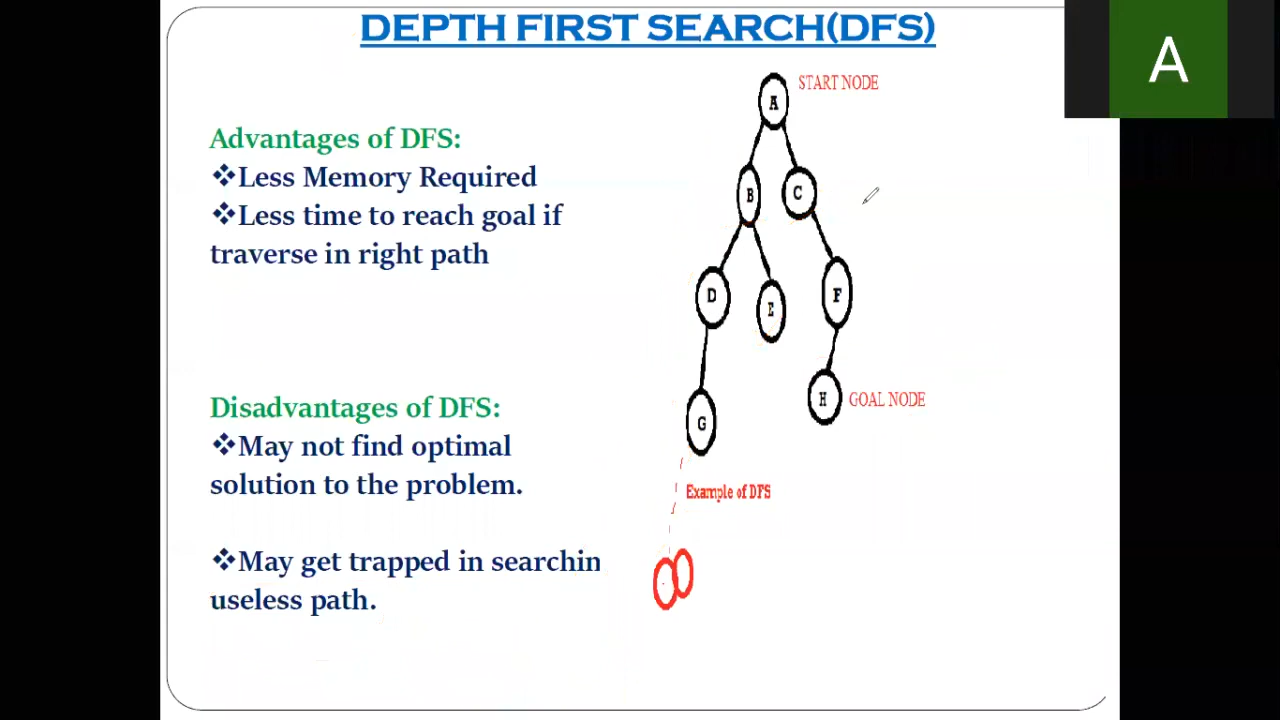 DEPTH FIRST SEARCH(DFS)
A
START NODE
Advantages of DFS:
❖Less Memory Required
❖Less time to reach goal if
traverse in right path
A
B
C
D
E
F
H
GOAL NODE
G
Disadvantages of DFS:
❖May not find optimal
solution to the problem.
Example of DFS
❖May get trapped in searchin
useless path.